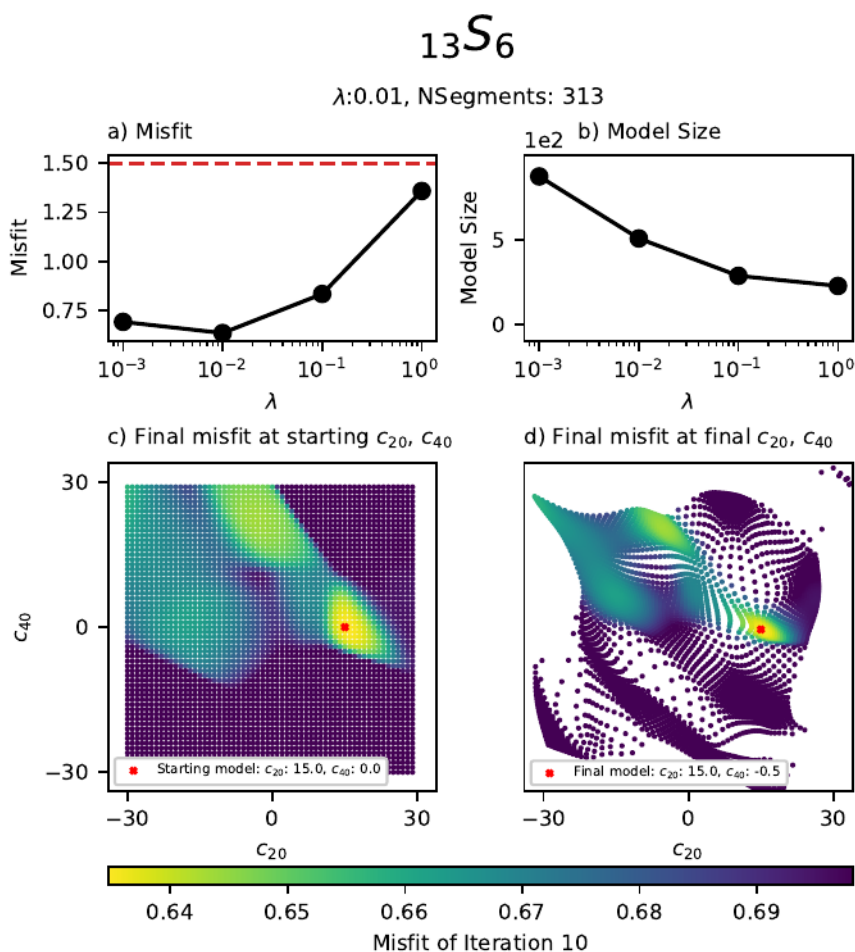 ₁₃S₆
λ:0.01, NSegments: 313
a) Misfit
b) Model Size
1e2
1.50
1.25
1.00
0.75
Misfit
10⁻³ 10⁻² 10⁻¹ 10⁰
λ
5
0
Model Size
10⁻³ 10⁻² 10⁻¹ 10⁰
λ
c) Final misfit at starting c₂₀, c₄₀
d) Final misfit at final c₂₀, c₄₀
30
0
−30
c₄₀
Starting model: c₂₀: 15.0, c₄₀: 0.0
−30 0 30
c₂₀
Final model: c₂₀: 15.0, c₄₀: -0.5
−30 0 30
c₂₀
0.64 0.65 0.66 0.67 0.68 0.69
Misfit of Iteration 10